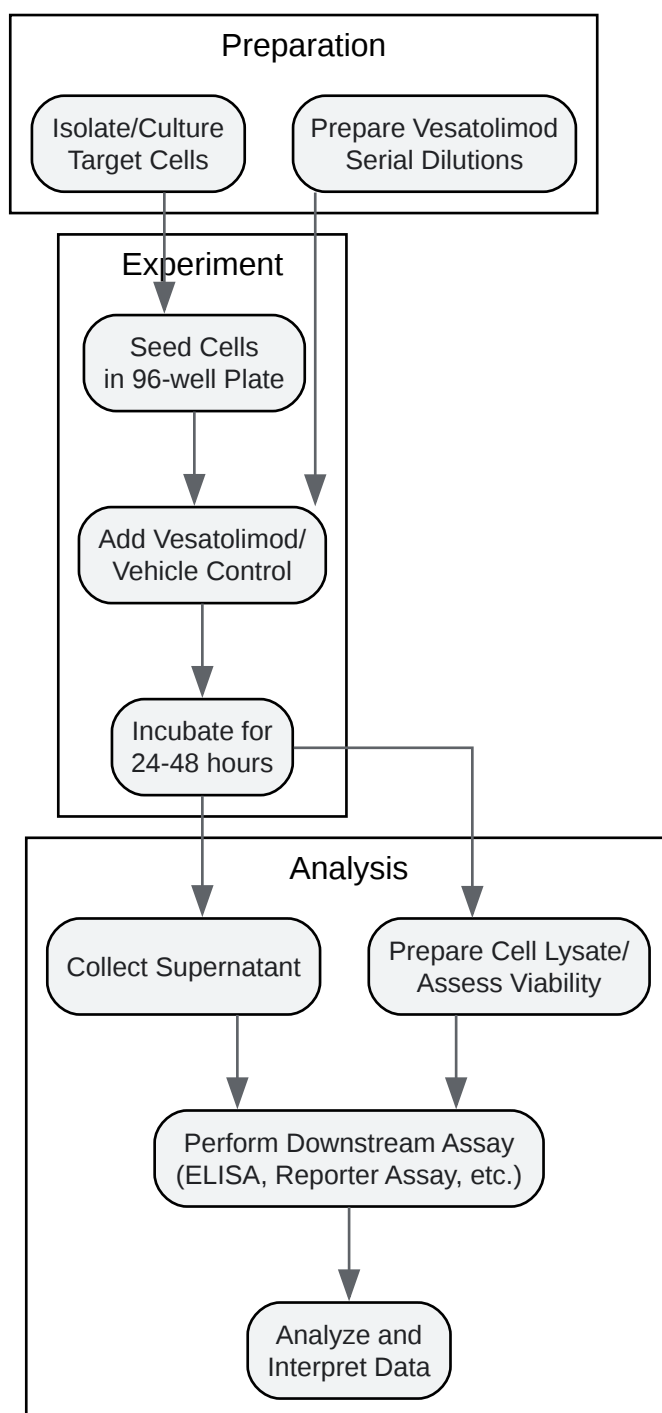 Preparation
Isolate/Culture
Target Cells
Prepare Vesatolimod
Serial Dilutions
Experiment
Seed Cells
in 96-well Plate
Add Vesatolimod/
Vehicle Control
Incubate for
24-48 hours
Analysis
Collect Supernatant
Prepare Cell Lysate/
Assess Viability
Perform Downstream Assay
(ELISA, Reporter Assay, etc.)
Analyze and
Interpret Data